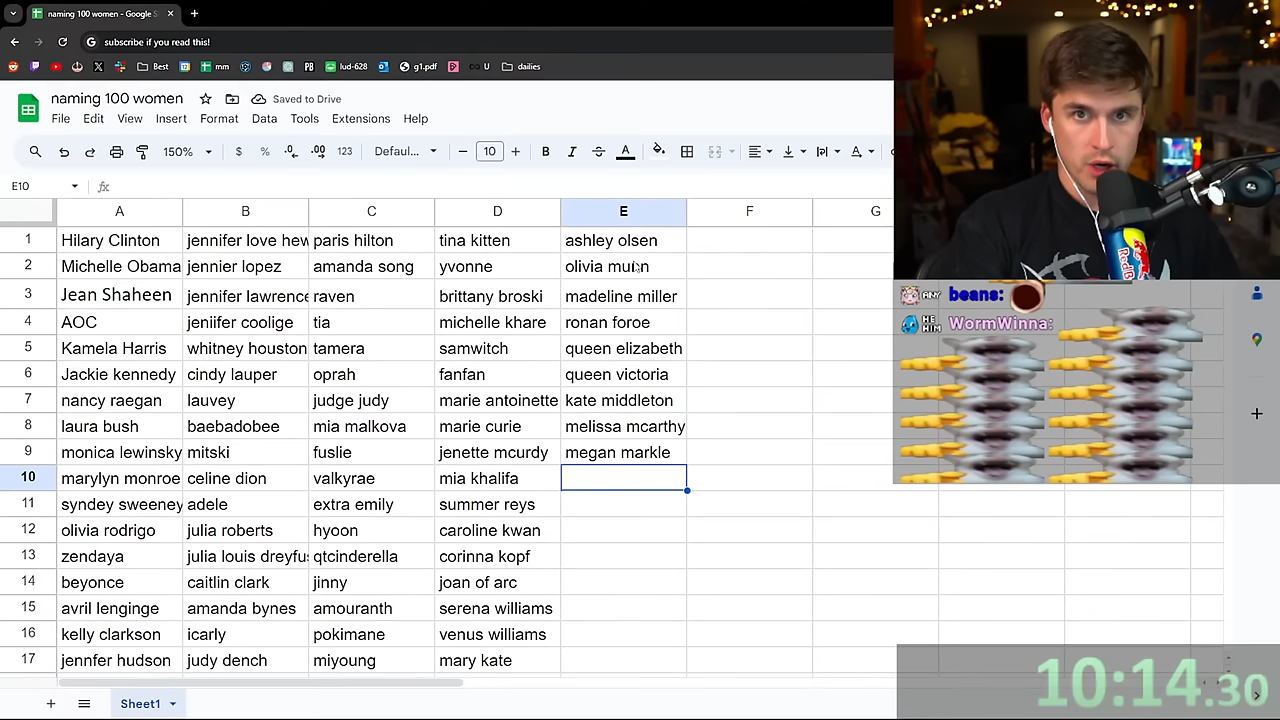 naming 100 women - Google S
subscribe if you read this!
Best
mm
PB
lud-628
g1.pdf
U
dailies
naming 100 women
Saved to Drive
File Edit View Insert Format Data Tools Extensions Help
150% $ % .0 .00 123 Defaul... 10 B I A
E10 fx
A B C D E F G
1 Hilary Clinton jennifer love hew paris hilton tina kitten ashley olsen
2 Michelle Obama jennier lopez amanda song yvonne olivia munn
3 Jean Shaheen jennifer lawrence raven brittany broski madeline miller
4 AOC jeniifer coolige tia michelle khare ronan foroe
5 Kamela Harris whitney houston tamera samwitch queen elizabeth
6 Jackie kennedy cindy lauper oprah fanfan queen victoria
7 nancy raegan lauvey judge judy marie antoinette kate middleton
8 laura bush baebadobee mia malkova marie curie melissa mcarthy
9 monica lewinsky mitski fuslie jenette mcurdy megan markle
10 marylyn monroe celine dion valkyrae mia khalifa
11 syndey sweeney adele extra emily summer reys
12 olivia rodrigo julia roberts hyoon caroline kwan
13 zendaya julia louis dreyfu qtcinderella corinna kopf
14 beyonce caitlin clark jinny joan of arc
15 avril lenginge amanda bynes amouranth serena williams
16 kelly clarkson icarly pokimane venus williams
17 jennfer hudson judy dench miyoung mary kate
Sheet1
ANY beans:
HE HIM WormWinna:
RedB
10:14.30